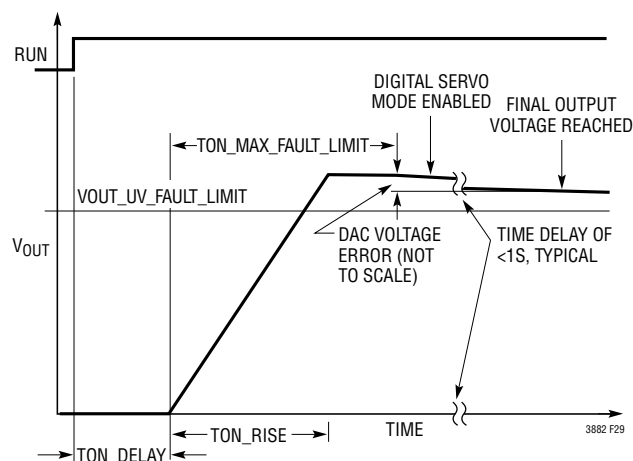 RUN
DIGITAL SERVO
MODE ENABLED
FINAL OUTPUT
VOLTAGE REACHED
TON_MAX_FAULT_LIMIT
VOUT_UV_FAULT_LIMIT
VOUT
DAC VOLTAGE
ERROR (NOT
TO SCALE)
TIME DELAY OF
<1S, TYPICAL
TON_RISE
TIME
3882 F29
TON_DELAY